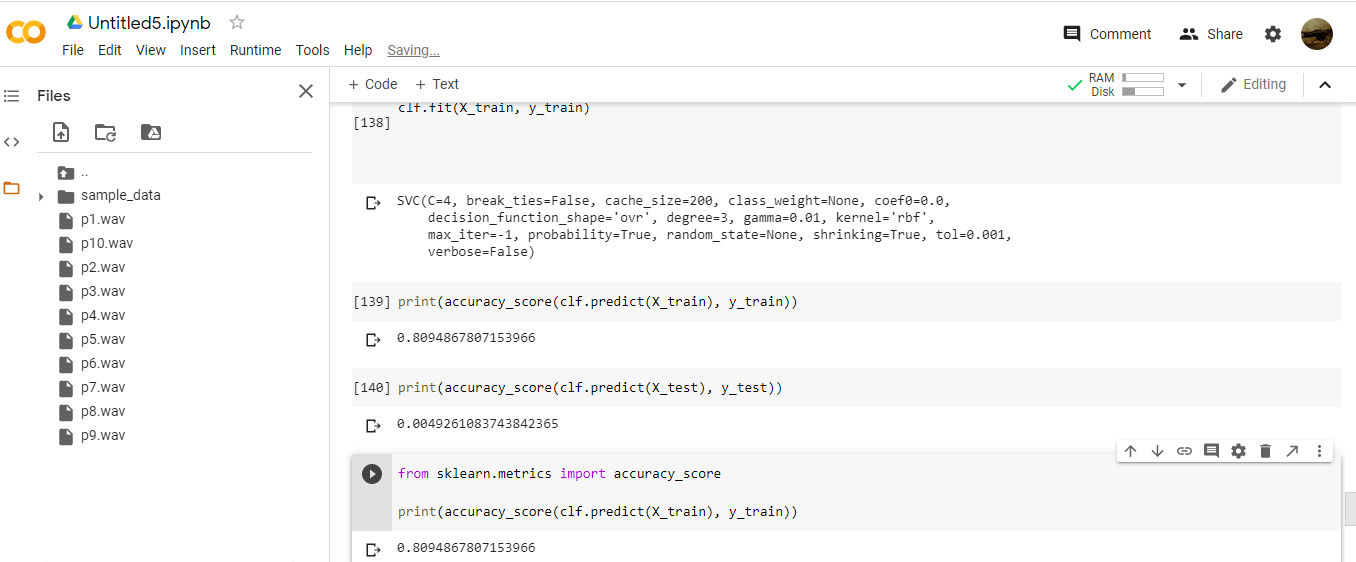 Untitled5.ipynb
File Edit View Insert Runtime Tools Help Saving...
Comment Share
Files
+ Code + Text
RAM
Disk
Editing
..
sample_data
p1.wav
p10.wav
p2.wav
p3.wav
p4.wav
p5.wav
p6.wav
p7.wav
p8.wav
p9.wav
clf.fit(X_train, y_train)
[138]
SVC(C=4, break_ties=False, cache_size=200, class_weight=None, coef0=0.0,
decision_function_shape='ovr', degree=3, gamma=0.01, kernel='rbf',
max_iter=-1, probability=True, random_state=None, shrinking=True, tol=0.001,
verbose=False)
[139] print(accuracy_score(clf.predict(X_train), y_train))
0.8094867807153966
[140] print(accuracy_score(clf.predict(X_test), y_test))
0.0049261083743842365
from sklearn.metrics import accuracy_score
print(accuracy_score(clf.predict(X_train), y_train))
0.8094867807153966